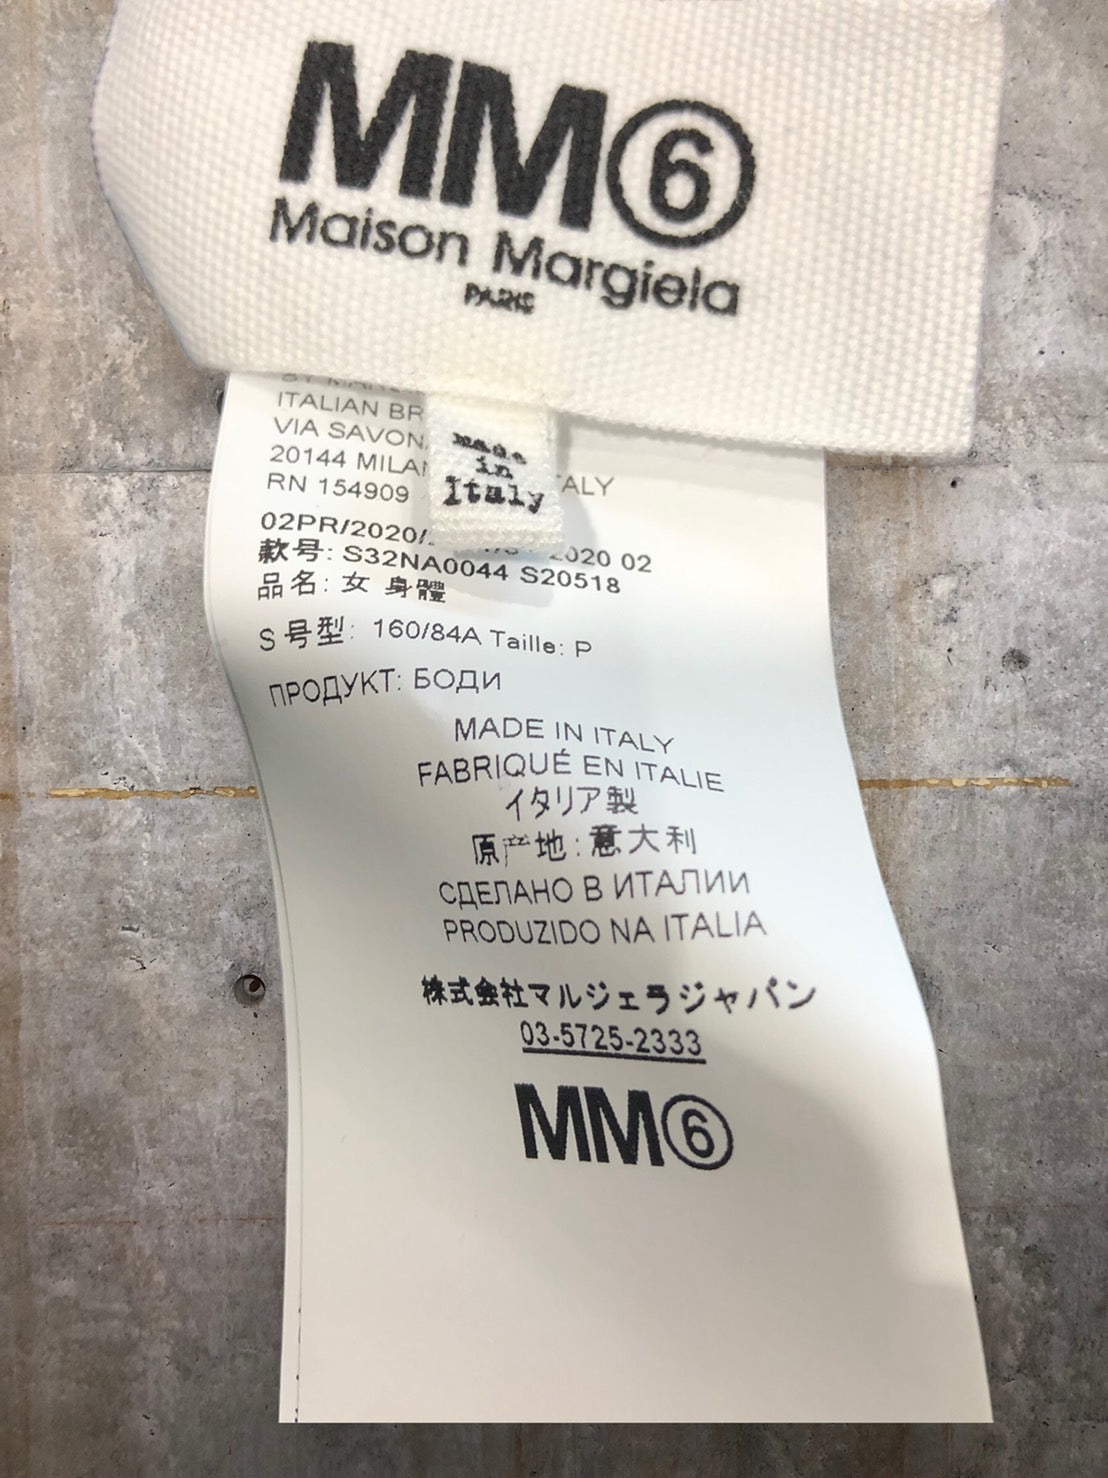 MM⑥
Maison Margiela
PARIS
made
in
Italy
ITALIAN BR
VIA SAVON
20144 MILA ALY
RN 154909
02PR/2020/ 2020 02
款号: S32NA0044 S20518
品名: 女 身體
S 号型: 160/84A Taille: P
ПРОДУКТ: БОДИ
MADE IN ITALY
FABRIQUÉ EN ITALIE
イタリア製
原产地: 意大利
СДЕЛАНО В ИТАЛИИ
PRODUZIDO NA ITALIA
株式会社マルジェラジャパン
03-5725-2333
MM⑥